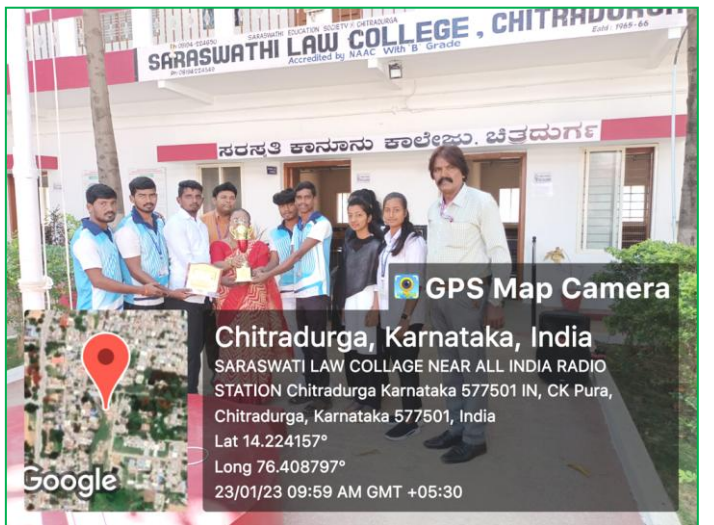 SARASWATHI EDUCATION SOCIETY ® CHITRADURGA
SARASWATHI LAW COLLEGE , CHITRADURGA
Accredited by NAAC With 'B' Grade
Estd : 1965-66
ಸರಸ್ವತಿ ಕಾನೂನು ಕಾಲೇಜು. ಚಿತ್ರದುರ್ಗ
GPS Map Camera
Chitradurga, Karnataka, India
SARASWATI LAW COLLAGE NEAR ALL INDIA RADIO
STATION Chitradurga Karnataka 577501 IN, CK Pura,
Chitradurga, Karnataka 577501, India
Lat 14.224157°
Long 76.408797°
23/01/23 09:59 AM GMT +05:30
Google